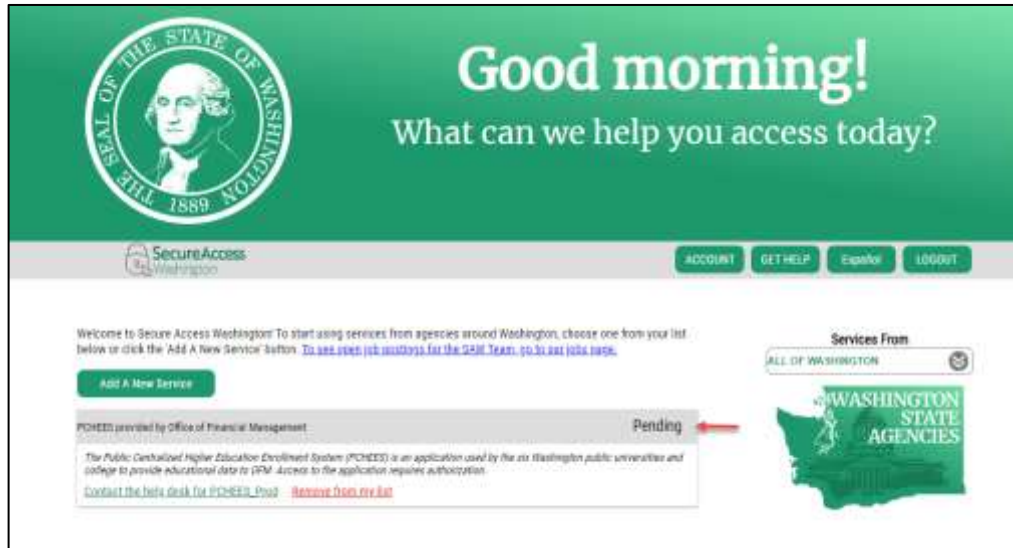 THE SEAL OF THE STATE OF WASHINGTON
1889
Good morning!
What can we help you access today?
SecureAccess
Washington
ACCOUNT
GET HELP
Español
LOGOUT
Welcome to Secure Access Washington! To start using services from agencies around Washington, choose one from your list
below or click the 'Add A New Service' button. To see open job postings for the SAW Team, go to our jobs page.
Services From
ALL OF WASHINGTON
Add A New Service
WASHINGTON
STATE
AGENCIES
PCHEES provided by Office of Financial Management
Pending
The Public Centralized Higher Education Enrollment System (PCHEES) is an application used by the six Washington public universities and
college to provide educational data to OFM. Access to the application requires authorization.
Contact the help desk for PCHEES_Prod
Remove from my list